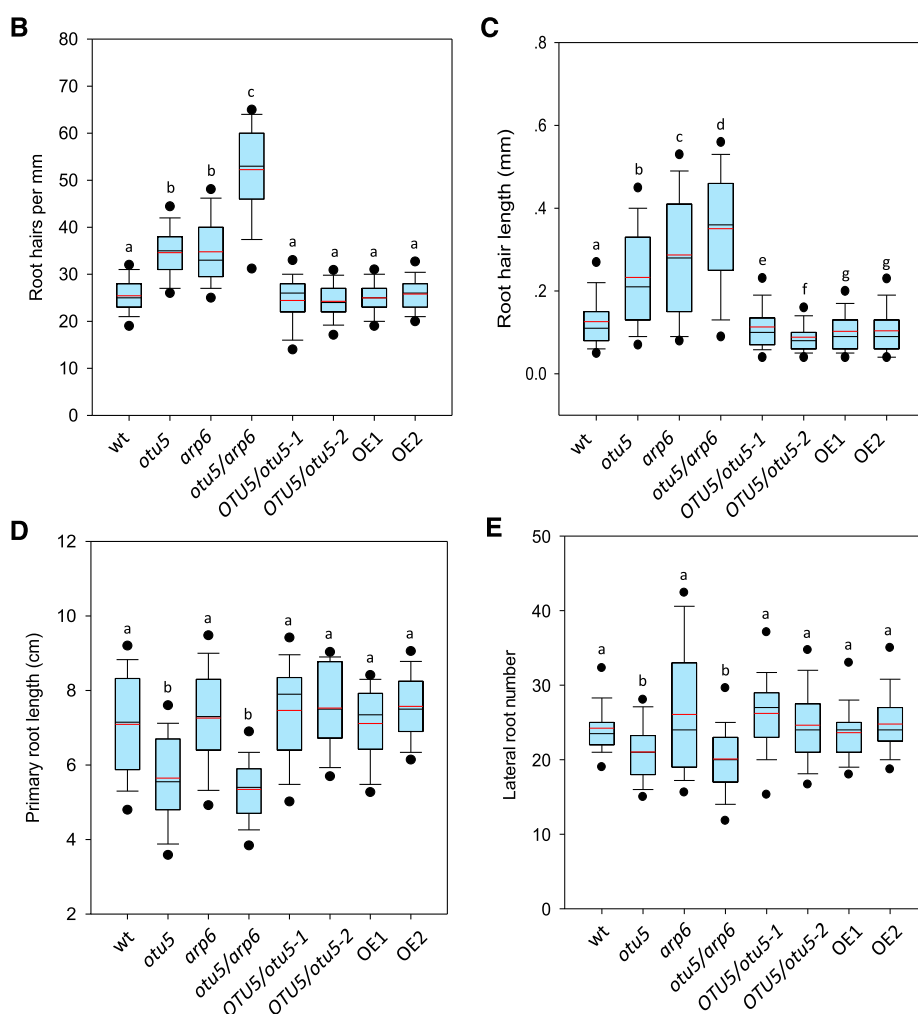 B
80
70
60
50
40
30
20
10
0
Root hairs per mm
a
b
b
c
a
a
a
a
wt
otu5
arp6
otu5/arp6
OTU5/otu5-1
OTU5/otu5-2
OE1
OE2
C
.8
.6
.4
.2
0.0
Root hair length (mm)
a
b
c
d
e
f
g
g
wt
otu5
arp6
otu5/arp6
OTU5/otu5-1
OTU5/otu5-2
OE1
OE2
D
12
10
8
6
4
2
Primary root length (cm)
a
b
a
b
a
a
a
a
wt
otu5
arp6
otu5/arp6
OTU5/otu5-1
OTU5/otu5-2
OE1
OE2
E
50
40
30
20
10
0
Lateral root number
a
b
a
b
a
a
a
a
wt
otu5
arp6
otu5/arp6
OTU5/otu5-1
OTU5/otu5-2
OE1
OE2